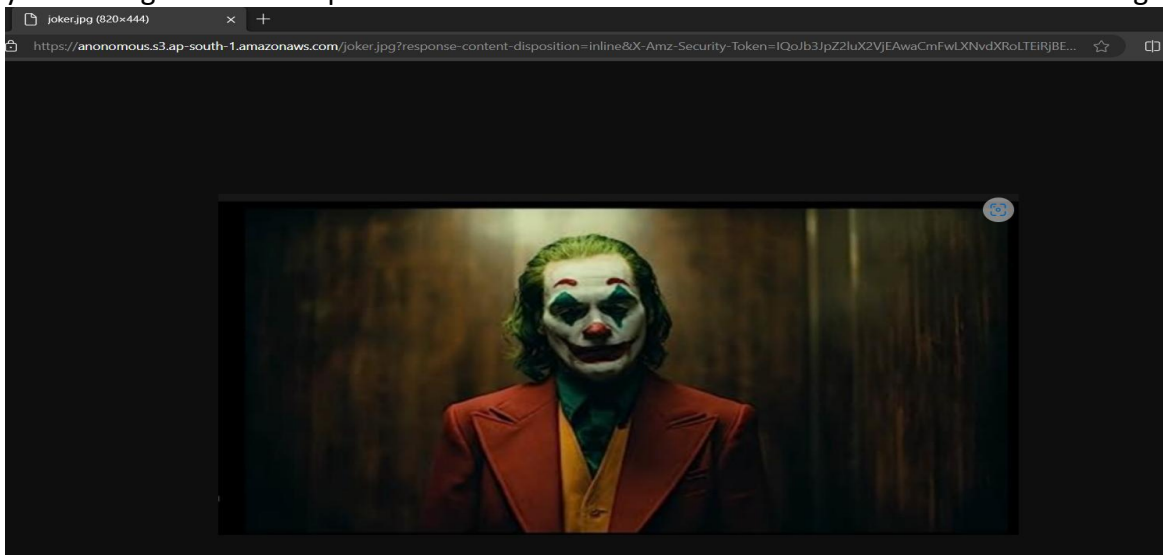 joker.jpg (820×444)
https://anonomous.s3.ap-south-1.amazonaws.com/joker.jpg?response-content-disposition=inline&X-Amz-Security-Token=IQoJb3JpZ2luX2VjEAwaCmFwLXNvdXRoLTEiRjBE...